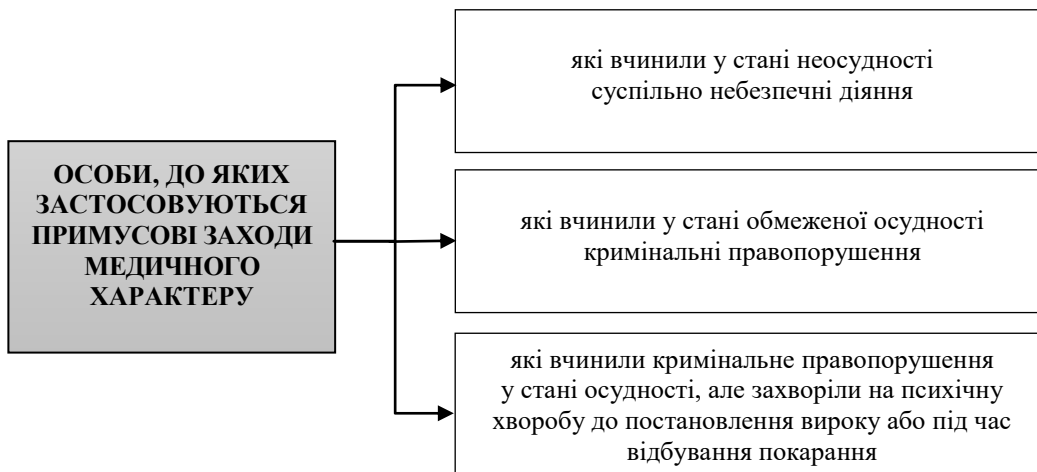 ОСОБИ, ДО ЯКИХ
ЗАСТОСОВУЮТЬСЯ
ПРИМУСОВІ ЗАХОДИ
МЕДИЧНОГО
ХАРАКТЕРУ
які вчинили у стані неосудності
суспільно небезпечні діяння
які вчинили у стані обмеженої осудності
кримінальні правопорушення
які вчинили кримінальне правопорушення
у стані осудності, але захворіли на психічну
хворобу до постановлення вироку або під час
відбування покарання